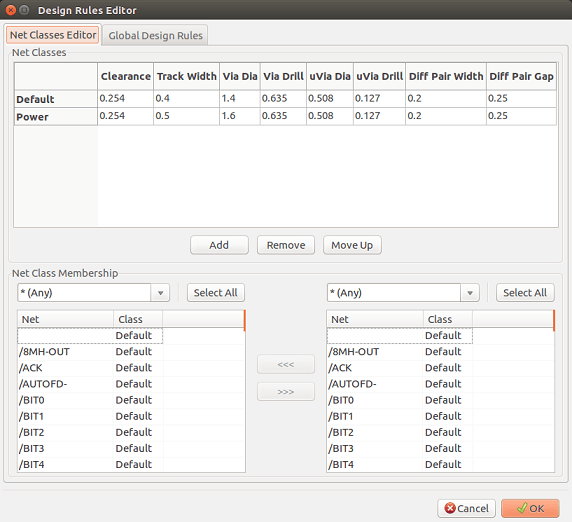 Design Rules Editor
Net Classes Editor Global Design Rules
Net Classes
Clearance Track Width Via Dia Via Drill uVia Dia uVia Drill Diff Pair Width Diff Pair Gap
Default 0.254 0.4 1.4 0.635 0.508 0.127 0.2 0.25
Power 0.254 0.5 1.6 0.635 0.508 0.127 0.2 0.25
Add Remove Move Up
Net Class Membership
* (Any) Select All * (Any) Select All
Net Class Net Class
Default Default
/8MH-OUT Default /8MH-OUT Default
/ACK Default /ACK Default
<<<
/AUTOFD- Default /AUTOFD- Default
/BIT0 Default >>> /BIT0 Default
/BIT1 Default /BIT1 Default
/BIT2 Default /BIT2 Default
/BIT3 Default /BIT3 Default
/BIT4 Default /BIT4 Default
Cancel OK